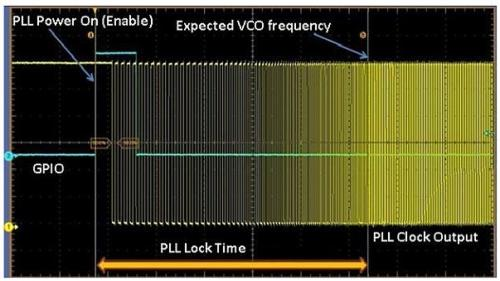 PLL Power On (Enable)
Expected VCO frequency
GPIO
PLL Lock Time
PLL Clock Output